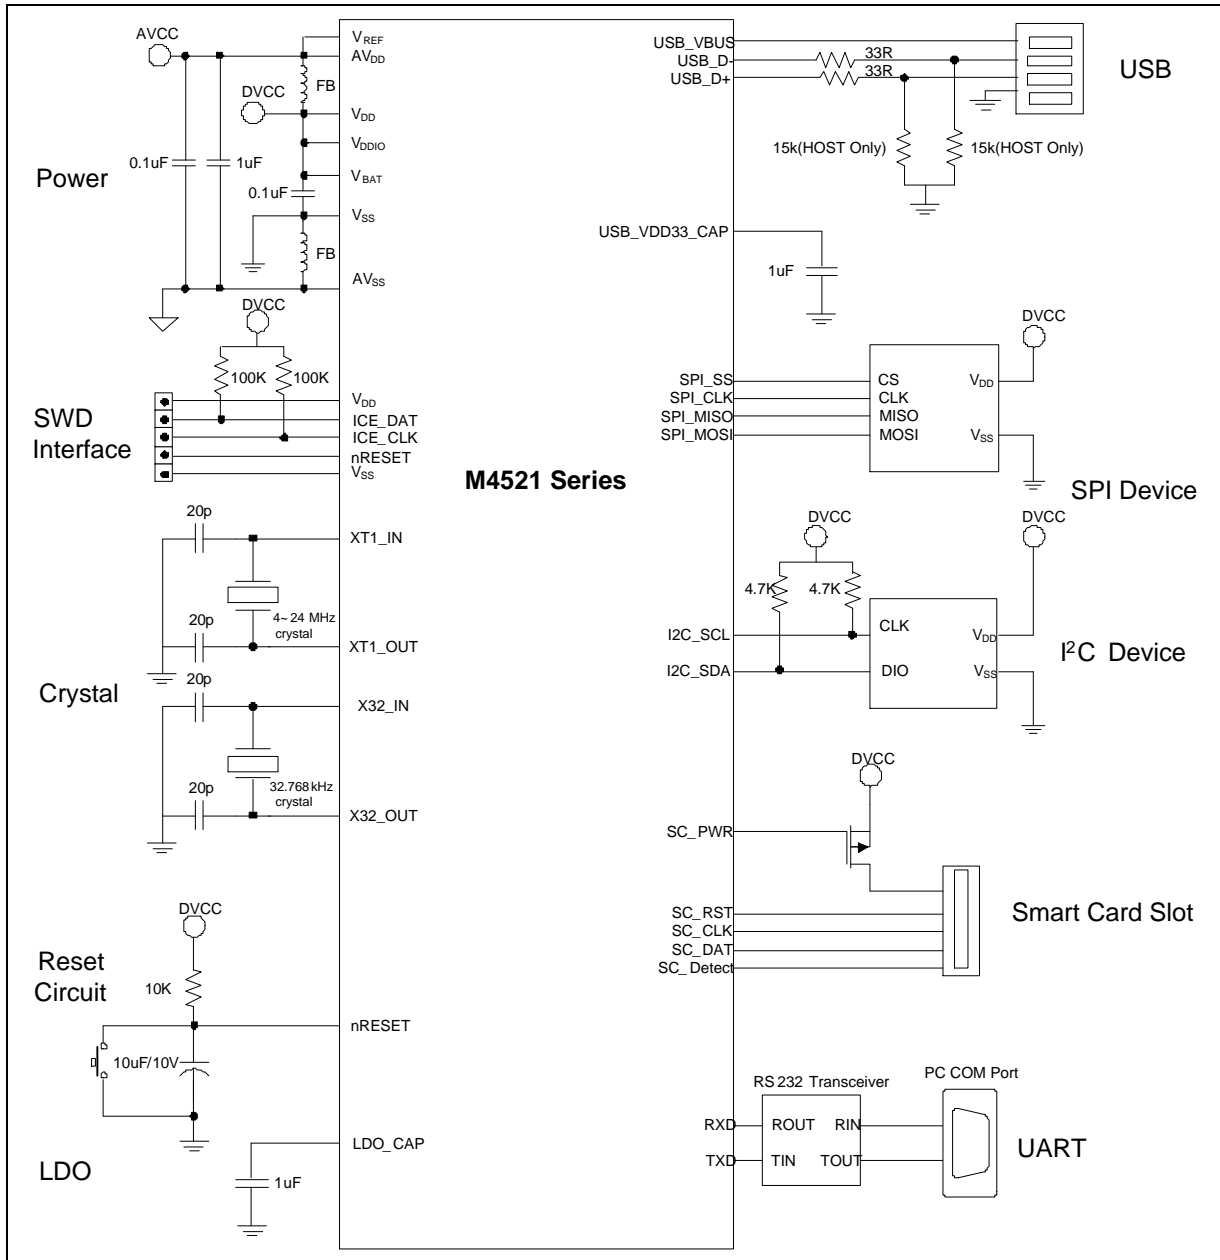 AVCC
VREF
AVDD
FB
DVCC
VDD
VDDIO
0.1uF
1uF
VBAT
0.1uF
VSS
FB
AVSS
Power
DVCC
100K
100K
VDD
ICE_DAT
ICE_CLK
nRESET
VSS
SWD
Interface
M4521 Series
20p
XT1_IN
4~24 MHz
crystal
20p
XT1_OUT
Crystal
20p
X32_IN
32.768kHz
crystal
20p
X32_OUT
DVCC
Reset
Circuit
10K
nRESET
10uF/10V
LDO_CAP
LDO
1uF
USB_VBUS
USB_D-
33R
USB_D+
33R
USB
15k(HOST Only)
15k(HOST Only)
USB_VDD33_CAP
1uF
DVCC
SPI_SS
CS
VDD
SPI_CLK
CLK
SPI_MISO
MISO
SPI_MOSI
MOSI
VSS
SPI Device
DVCC
DVCC
4.7K
4.7K
I2C_SCL
CLK
VDD
I2C_SDA
DIO
VSS
I²C Device
DVCC
SC_PWR
SC_RST
SC_CLK
SC_DAT
SC_Detect
Smart Card Slot
RS232 Transceiver
PC COM Port
RXD
ROUT
RIN
TXD
TIN
TOUT
UART